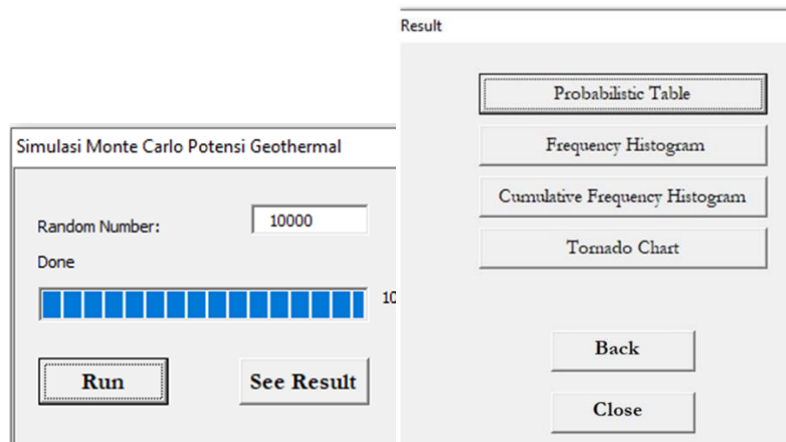 Simulasi Monte Carlo Potensi Geothermal
Random Number:
10000
Done
10
Run
See Result
Result
Probabilistic Table
Frequency Histogram
Cumulative Frequency Histogram
Tornado Chart
Back
Close